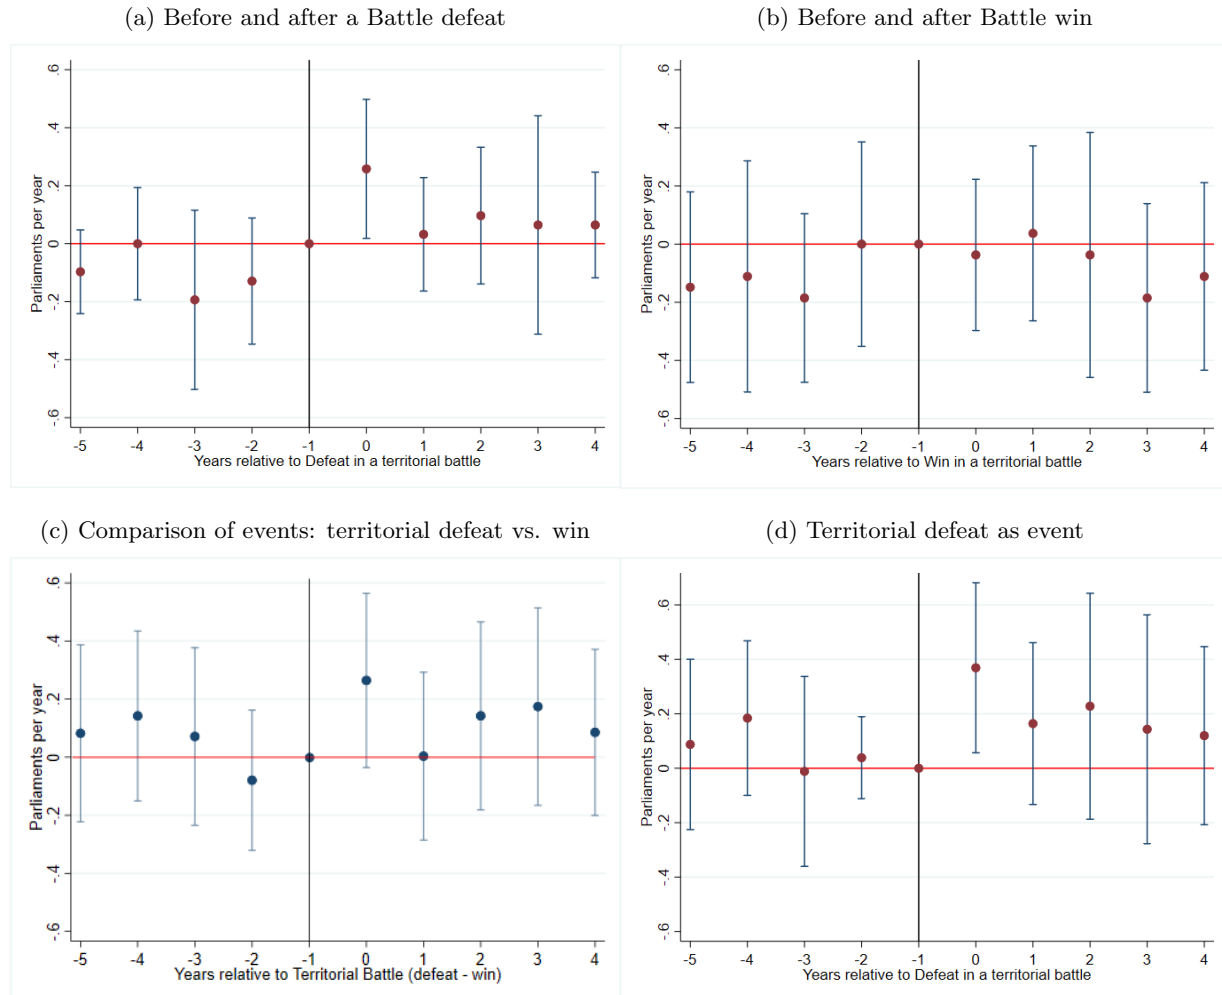 (a) Before and after a Battle defeat
(b) Before and after Battle win
Parliaments per year
.6
.4
.2
0
-.2
-.4
-.6
-5 -4 -3 -2 -1 0 1 2 3 4
Years relative to Defeat in a territorial battle
Parliaments per year
.6
.4
.2
0
-.2
-.4
-.6
-5 -4 -3 -2 -1 0 1 2 3 4
Years relative to Win in a territorial battle
(c) Comparison of events: territorial defeat vs. win
(d) Territorial defeat as event
Parliaments per year
.6
.4
.2
0
-.2
-.4
-.6
-5 -4 -3 -2 -1 0 1 2 3 4
Years relative to Territorial Battle (defeat - win)
Parliaments per year
.6
.4
.2
0
-.2
-.4
-.6
-5 -4 -3 -2 -1 0 1 2 3 4
Years relative to Defeat in a territorial battle